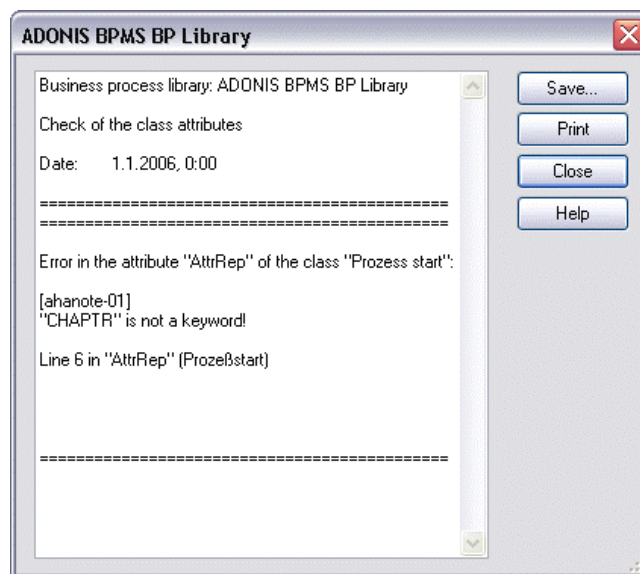 ADONIS BPMS BP Library
Business process library: ADONIS BPMS BP Library
Check of the class attributes
Date: 1.1.2006, 0:00
==============================================
==============================================
Error in the attribute "AttrRep" of the class "Prozess start":
[ahanote-01]
"CHAPTR" is not a keyword!
Line 6 in "AttrRep" (Prozeßstart)
==============================================
Save...
Print
Close
Help